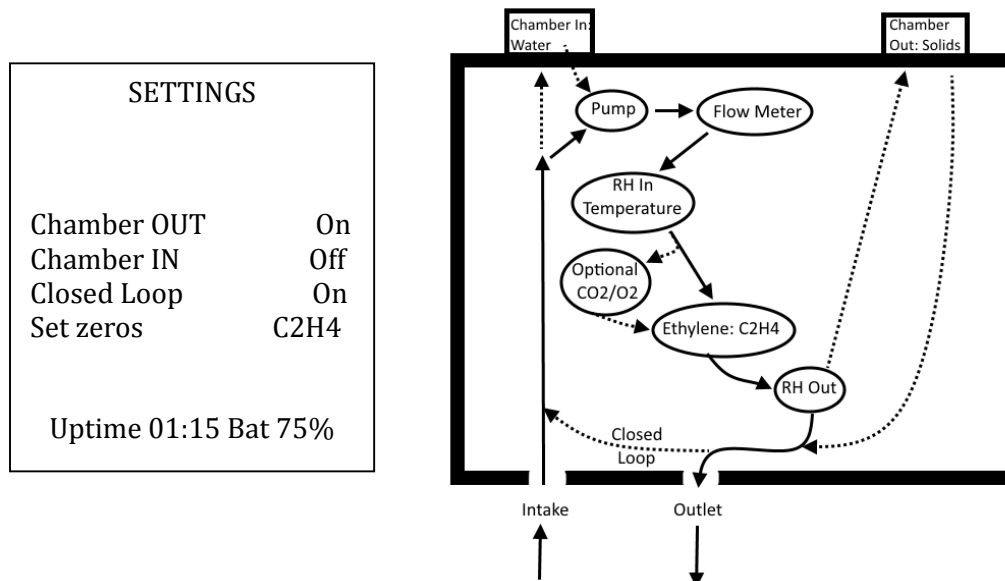 SETTINGS
Chamber OUT On
Chamber IN Off
Closed Loop On
Set zeros C2H4
Uptime 01:15 Bat 75%
Chamber In:
Water
Chamber
Out: Solids
Pump
Flow Meter
RH In
Temperature
Optional
CO2/O2
Ethylene: C2H4
RH Out
Closed
Loop
Intake
Outlet